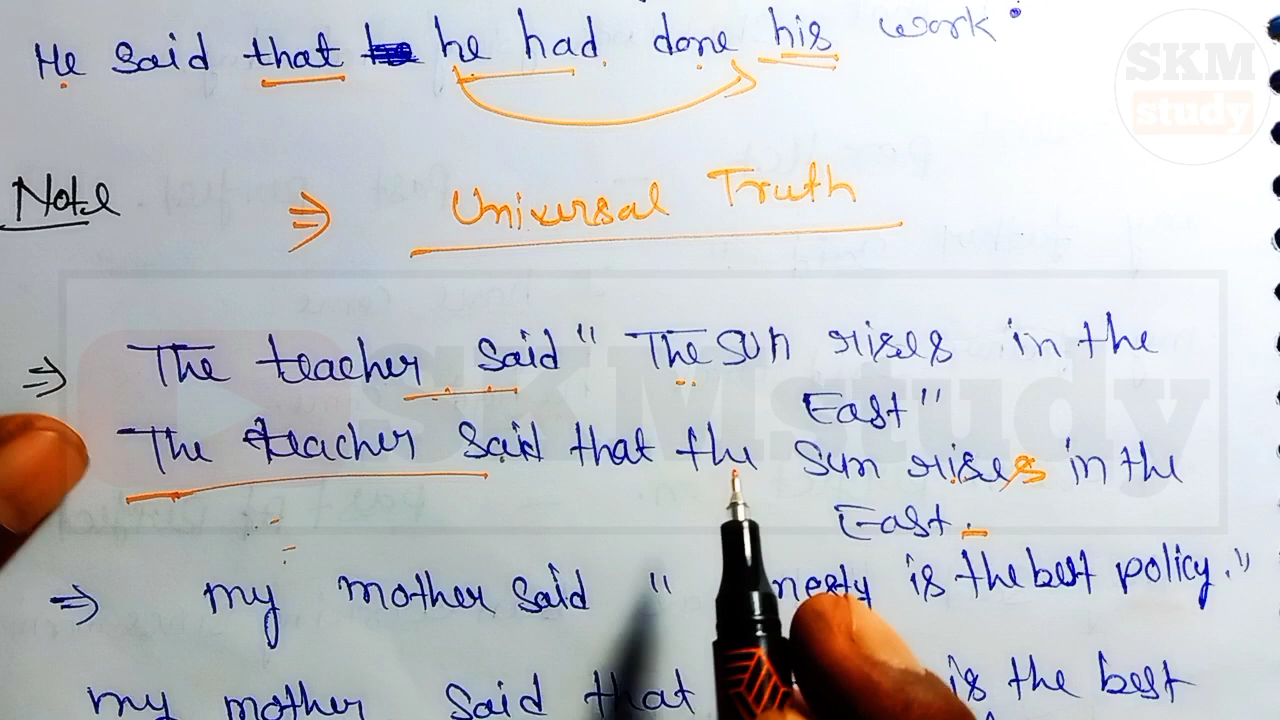 He said that he had done his work.
SKM
study
Note ⇒ Universal Truth
⇒ The teacher said " The sun rises in the
East"
The teacher said that the Sun rises in the
East.
⇒ my mother said " nesty is the best policy."
my mother said that is the best
SKMstudy